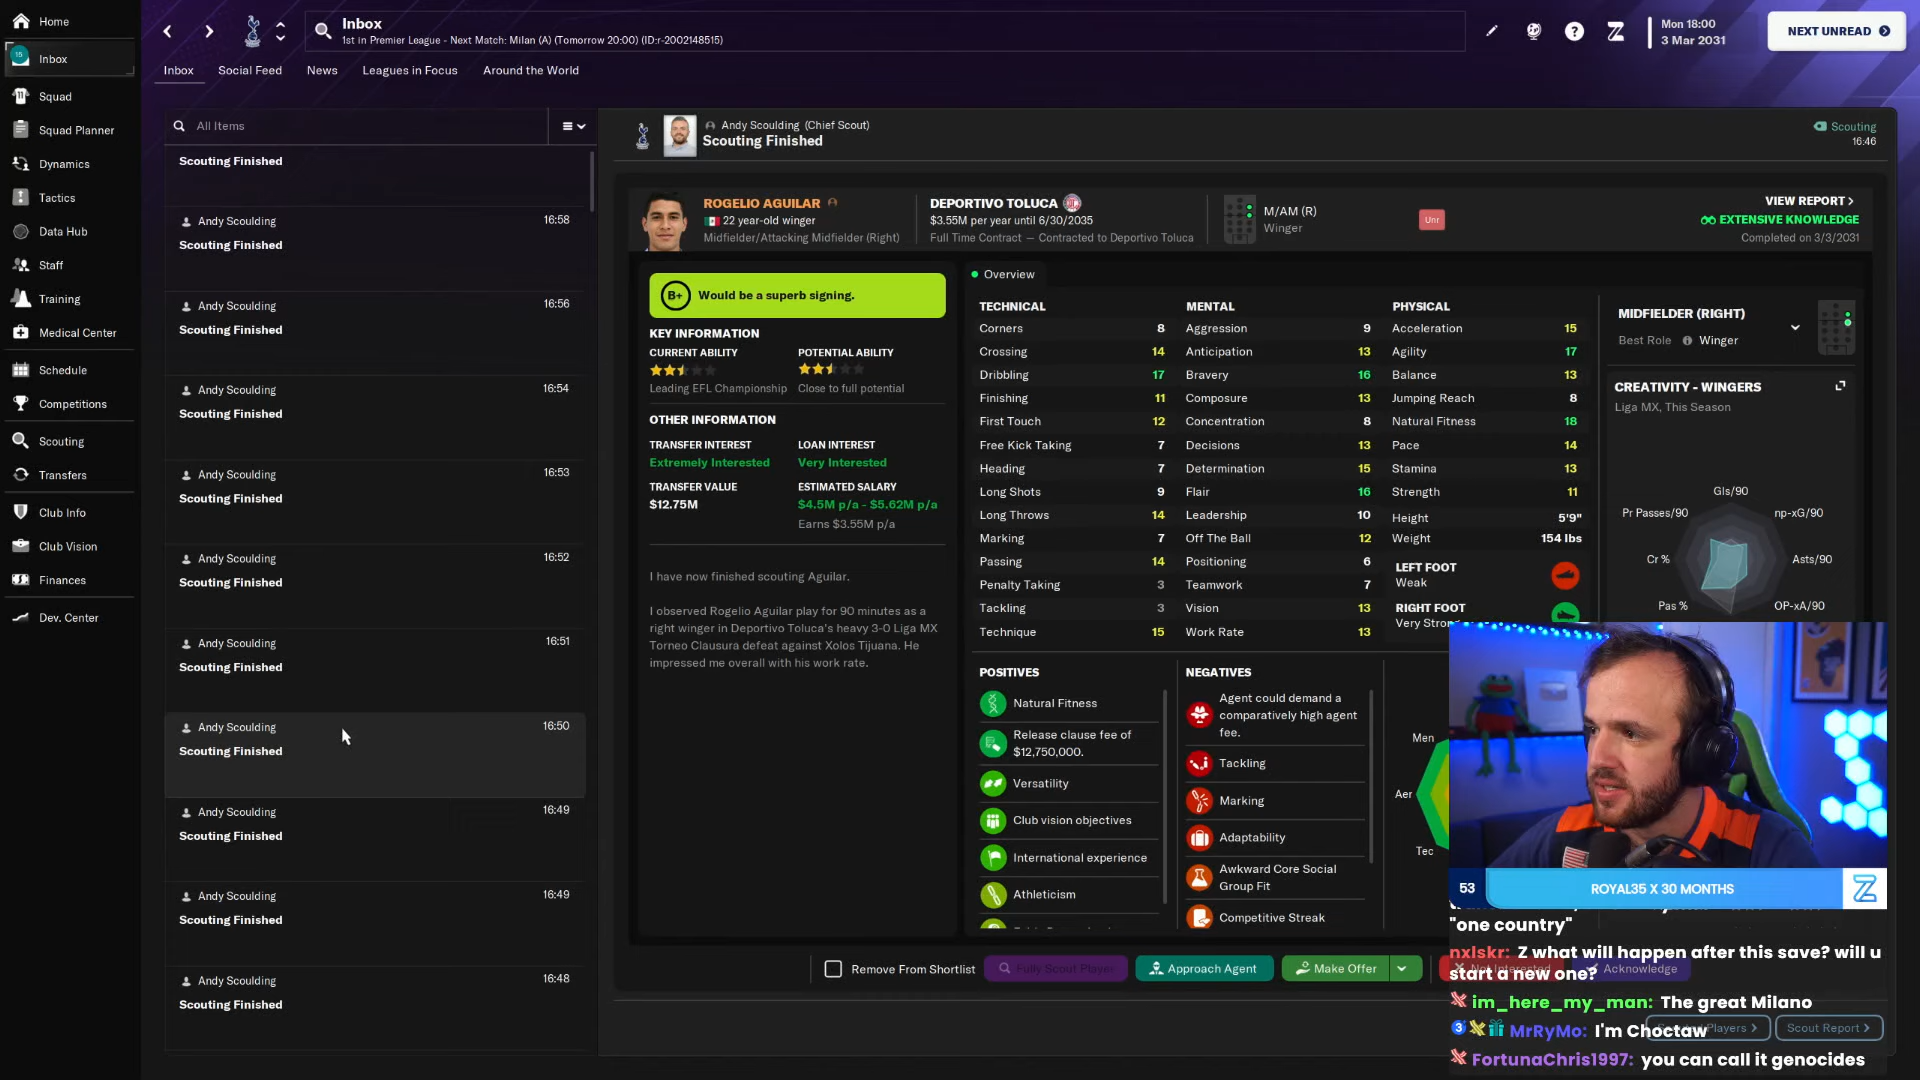 Home
Inbox
Squad
Squad Planner
Dynamics
Tactics
Data Hub
Staff
Training
Medical Center
Schedule
Competitions
Scouting
Transfers
Club Info
Club Vision
Finances
Dev. Center
Inbox
1st in Premier League - Next Match: Milan (A) (Tomorrow 20:00) (ID:r-2002148515)
Mon 18:00
3 Mar 2031
NEXT UNREAD
Inbox
Social Feed
News
Leagues in Focus
Around the World
All Items
Scouting Finished
Andy Scoulding 16:58
Scouting Finished
Andy Scoulding 16:56
Scouting Finished
Andy Scoulding 16:54
Scouting Finished
Andy Scoulding 16:53
Scouting Finished
Andy Scoulding 16:52
Scouting Finished
Andy Scoulding 16:51
Scouting Finished
Andy Scoulding 16:50
Scouting Finished
Andy Scoulding 16:49
Scouting Finished
Andy Scoulding 16:49
Scouting Finished
Andy Scoulding 16:48
Scouting Finished
Andy Scoulding (Chief Scout)
Scouting Finished
Scouting
16:46
ROGELIO AGUILAR
22 year-old winger
Midfielder/Attacking Midfielder (Right)
DEPORTIVO TOLUCA
$3.55M per year until 6/30/2035
Full Time Contract — Contracted to Deportivo Toluca
M/AM (R)
Winger
Unr
VIEW REPORT >
EXTENSIVE KNOWLEDGE
Completed on 3/3/2031
B+ Would be a superb signing.
KEY INFORMATION
CURRENT ABILITY
Leading EFL Championship
POTENTIAL ABILITY
Close to full potential
OTHER INFORMATION
TRANSFER INTEREST
Extremely Interested
LOAN INTEREST
Very Interested
TRANSFER VALUE
$12.75M
ESTIMATED SALARY
$4.5M p/a - $5.62M p/a
Earns $3.55M p/a
I have now finished scouting Aguilar.
I observed Rogelio Aguilar play for 90 minutes as a
right winger in Deportivo Toluca's heavy 3-0 Liga MX
Torneo Clausura defeat against Xolos Tijuana. He
impressed me overall with his work rate.
Overview
TECHNICAL
Corners 8
Crossing 14
Dribbling 17
Finishing 11
First Touch 12
Free Kick Taking 7
Heading 7
Long Shots 9
Long Throws 14
Marking 7
Passing 14
Penalty Taking 3
Tackling 3
Technique 15
MENTAL
Aggression 9
Anticipation 13
Bravery 16
Composure 13
Concentration 8
Decisions 13
Determination 15
Flair 16
Leadership 10
Off The Ball 12
Positioning 6
Teamwork 7
Vision 13
Work Rate 13
PHYSICAL
Acceleration 15
Agility 17
Balance 13
Jumping Reach 8
Natural Fitness 18
Pace 14
Stamina 13
Strength 11
Height 5'9"
Weight 154 lbs
LEFT FOOT
Weak
RIGHT FOOT
Very Strong
MIDFIELDER (RIGHT)
Best Role Winger
CREATIVITY - WINGERS
Liga MX, This Season
Gls/90
Pr Passes/90
np-xG/90
Cr %
Asts/90
Pas %
OP-xA/90
POSITIVES
Natural Fitness
Release clause fee of
$12,750,000.
Versatility
Club vision objectives
International experience
Athleticism
NEGATIVES
Agent could demand a
comparatively high agent
fee.
Tackling
Marking
Adaptability
Awkward Core Social
Group Fit
Competitive Streak
Men
Aer
Tec
Remove From Shortlist
Fully Scout Player
Approach Agent
Make Offer
Not Interested
Acknowledge
Players >
Scout Report >
53 ROYAL35 X 30 MONTHS
"one country"
nxlskr: Z what will happen after this save? will u
start a new one?
im_here_my_man: The great Milano
3 MrRyMo: I'm Choctaw
FortunaChris1997: you can call it genocides